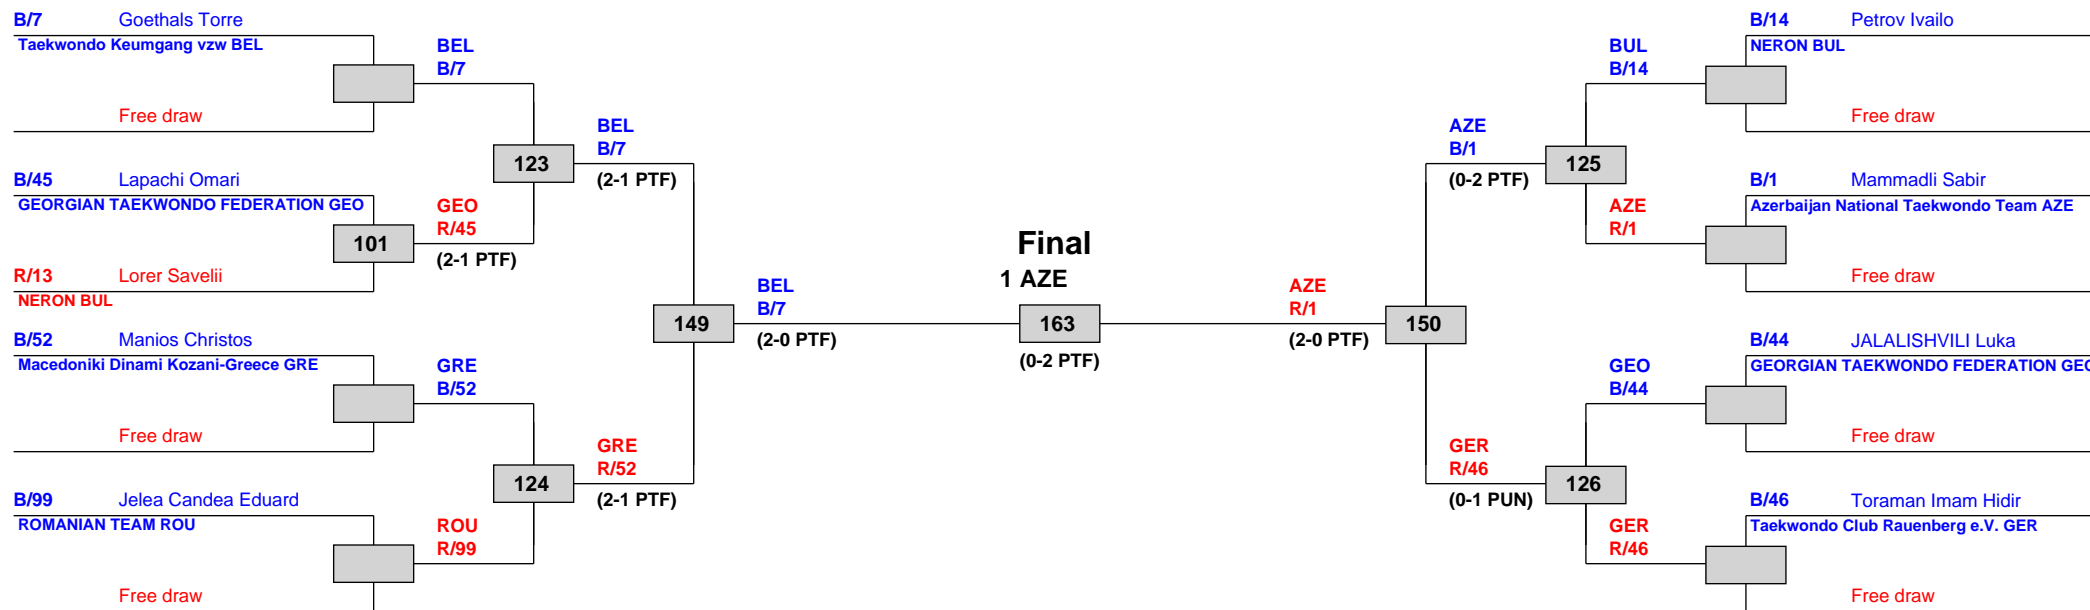 B/7 Goethals Torre
Taekwondo Keumgang vzw BEL
Free draw
B/45 Lapachi Omari
GEORGIAN TAEKWONDO FEDERATION GEO
R/13 Lorer Savelii
NERON BUL
B/52 Manios Christos
Macedoniki Dinami Kozani-Greece GRE
Free draw
B/99 Jelea Candea Eduard
ROMANIAN TEAM ROU
Free draw
BEL
B/7
101
GEO
R/45
(2-1 PTF)
GRE
B/52
ROU
R/99
123
BEL
B/7
(2-1 PTF)
124
GRE
R/52
(2-1 PTF)
149
BEL
B/7
(2-0 PTF)
Final
1 AZE
163
(0-2 PTF)
AZE
R/1
(2-0 PTF)
150
AZE
B/1
(0-2 PTF)
125
GER
R/46
(0-1 PUN)
126
BUL
B/14
AZE
R/1
GEO
B/44
GER
R/46
B/14 Petrov Ivailo
NERON BUL
Free draw
B/1 Mammadli Sabir
Azerbaijan National Taekwondo Team AZE
Free draw
B/44 JALALISHVILI Luka
GEORGIAN TAEKWONDO FEDERATION GEO
Free draw
B/46 Toraman Imam Hidir
Taekwondo Club Rauenberg e.V. GER
Free draw